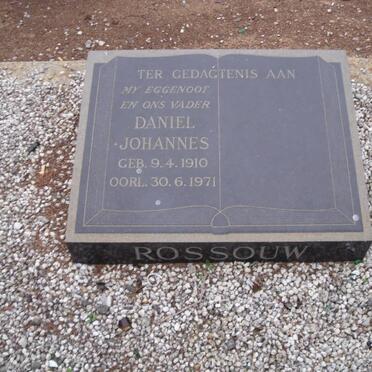 TER GEDAGTENIS AAN
MY EGGENOOT
EN ONS VADER
DANIEL
JOHANNES
GEB. 9.4.1910
OORL. 30.6.1971
ROSSOUW